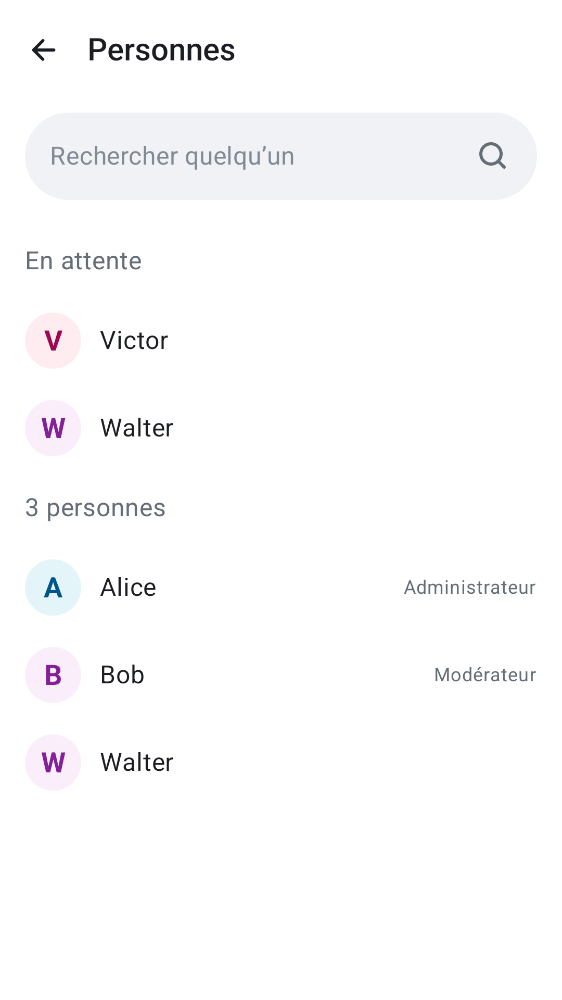 Personnes
Rechercher quelqu’un
En attente
V Victor
W Walter
3 personnes
A Alice Administrateur
B Bob Modérateur
W Walter